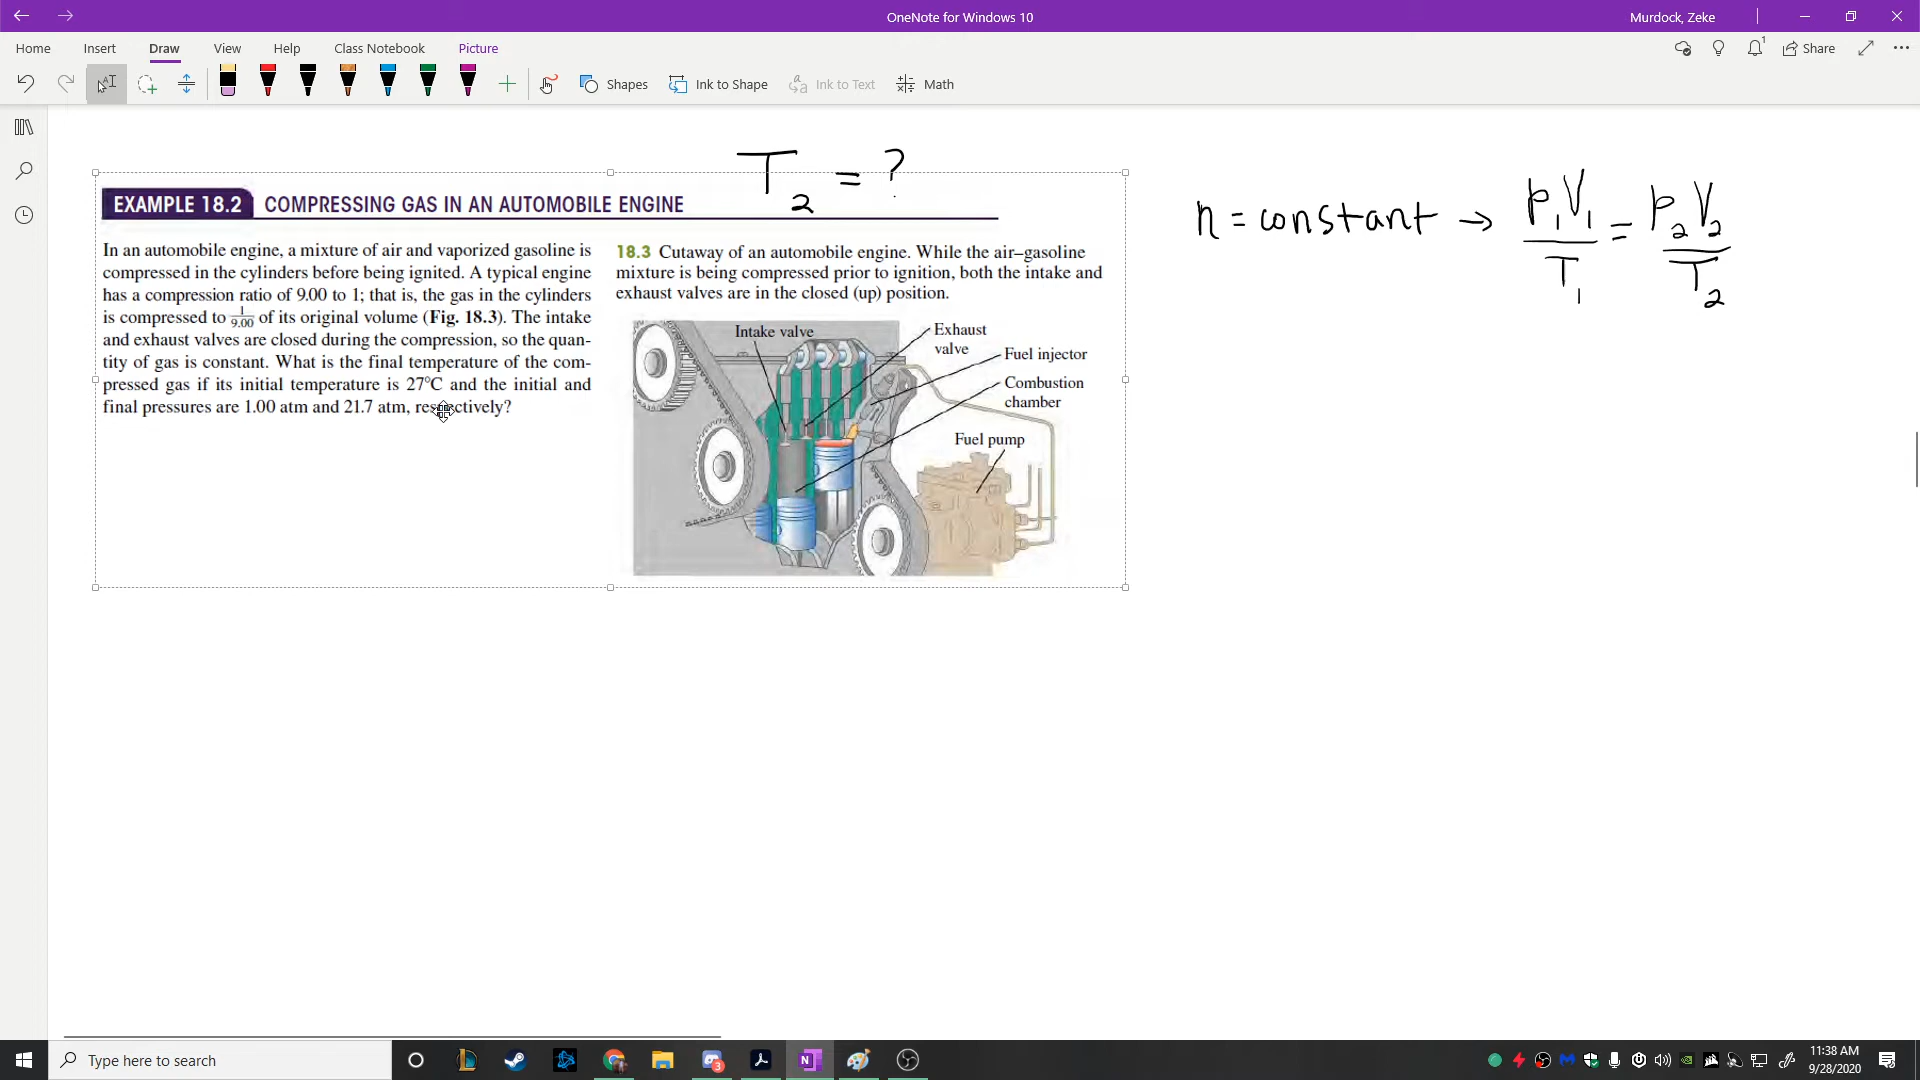 OneNote for Windows 10
Murdock, Zeke
Home Insert Draw View Help Class Notebook Picture
Share
Shapes Ink to Shape Ink to Text Math
T₂ = ?
n = constant → p₁V₁/T₁ = p₂V₂/T₂
EXAMPLE 18.2 COMPRESSING GAS IN AN AUTOMOBILE ENGINE
In an automobile engine, a mixture of air and vaporized gasoline is
compressed in the cylinders before being ignited. A typical engine
has a compression ratio of 9.00 to 1; that is, the gas in the cylinders
is compressed to 1/9.00 of its original volume (Fig. 18.3). The intake
and exhaust valves are closed during the compression, so the quan-
tity of gas is constant. What is the final temperature of the com-
pressed gas if its initial temperature is 27°C and the initial and
final pressures are 1.00 atm and 21.7 atm, respectively?
18.3 Cutaway of an automobile engine. While the air–gasoline
mixture is being compressed prior to ignition, both the intake and
exhaust valves are in the closed (up) position.
Intake valve
Exhaust
valve
Fuel injector
Combustion
chamber
Fuel pump
Type here to search
11:38 AM
9/28/2020